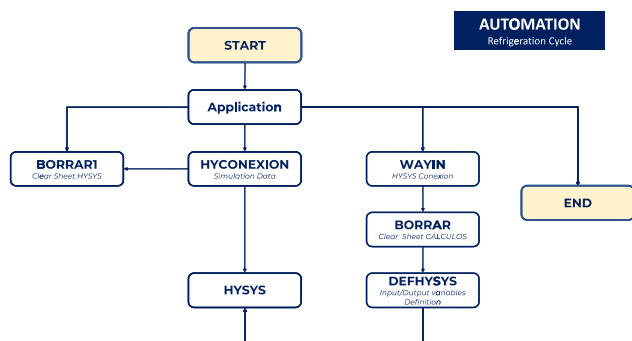 AUTOMATION
Refrigeration Cycle
START
Application
BORRAR1
Clear Sheet HYSYS
HYCONEXION
Simulation Data
WAYIN
HYSYS Conexion
END
BORRAR
Clear Sheet CALCULOS
HYSYS
DEFHYSYS
Input/Output variables
Definition